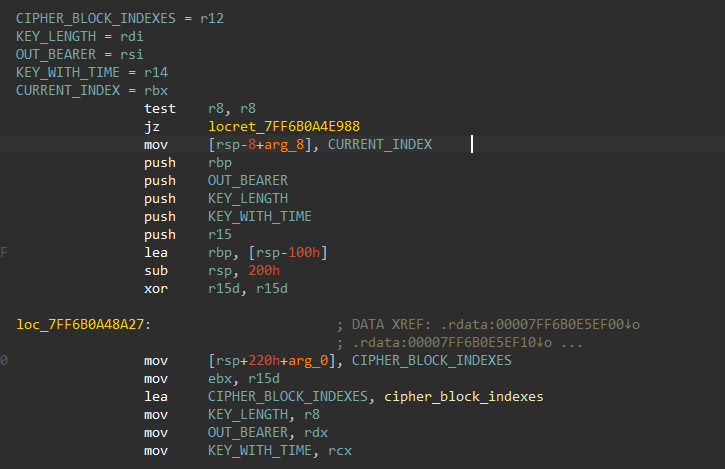 CIPHER_BLOCK_INDEXES = r12
KEY_LENGTH = rdi
OUT_BEARER = rsi
KEY_WITH_TIME = r14
CURRENT_INDEX = rbx
test r8, r8
jz locret_7FF6B0A4E988
mov [rsp-8+arg_8], CURRENT_INDEX
push rbp
push OUT_BEARER
push KEY_LENGTH
push KEY_WITH_TIME
push r15
F lea rbp, [rsp-100h]
sub rsp, 200h
xor r15d, r15d
loc_7FF6B0A48A27: ; DATA XREF: .rdata:00007FF6B0E5EF00↓o
; .rdata:00007FF6B0E5EF10↓o ...
0 mov [rsp+220h+arg_0], CIPHER_BLOCK_INDEXES
mov ebx, r15d
lea CIPHER_BLOCK_INDEXES, cipher_block_indexes
mov KEY_LENGTH, r8
mov OUT_BEARER, rdx
mov KEY_WITH_TIME, rcx